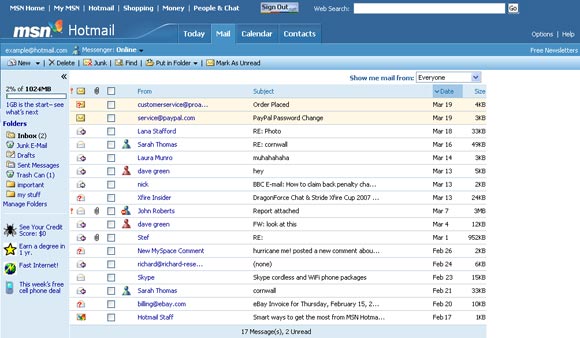 MSN Home | My MSN | Hotmail | Shopping | Money | People & Chat Sign Out Web Search: Go
msn Hotmail Today Mail Calendar Contacts Options | Help
example@hotmail.com Messenger: Online Free Newsletters
New Delete Junk Find Put in Folder Mark As Unread
2% of 1024MB
1GB is the start-- see
what's next
Folders
Inbox (2)
Junk E-Mail
Drafts
Sent Messages
Trash Can (1)
important
my stuff
Manage Folders
See Your Credit
Score: $0
Earn a degree in
1 yr.
Fast Internet!
This week's free
cell phone deal
Show me mail from: Everyone
! From Subject Date Size
customerservice@proa... Order Placed Mar 19 4KB
service@paypal.com PayPal Password Change Mar 19 3KB
Lana Stafford RE: Photo Mar 18 33KB
Sarah Thomas RE: cornwall Mar 16 49KB
Laura Munro muhahahaha Mar 14 3KB
dave green hey Mar 13 5KB
nick BBC E-mail: How to claim back penalty cha... Mar 13 2KB
Xfire Insider DragonForce Chat & Stride Xfire Cup 2007 ... Mar 13 24KB
! John Roberts Report attached Mar 7 3MB
! dave green FW: look at this Mar 4 12KB
Stef RE: Mar 1 952KB
New MySpace Comment hurricane me! posted a new comment abou... Feb 26 2KB
richard@richard-rese... (none) Feb 24 6KB
Skype Skype cordless and WiFi phone packages Feb 23 15KB
Sarah Thomas cornwall Feb 21 33KB
billing@ebay.com eBay Invoice for Thursday, February 15, 2... Feb 20 10KB
Hotmail Staff Smart ways to get the most from MSN Hotma... Feb 17 1KB
17 Message(s), 2 Unread